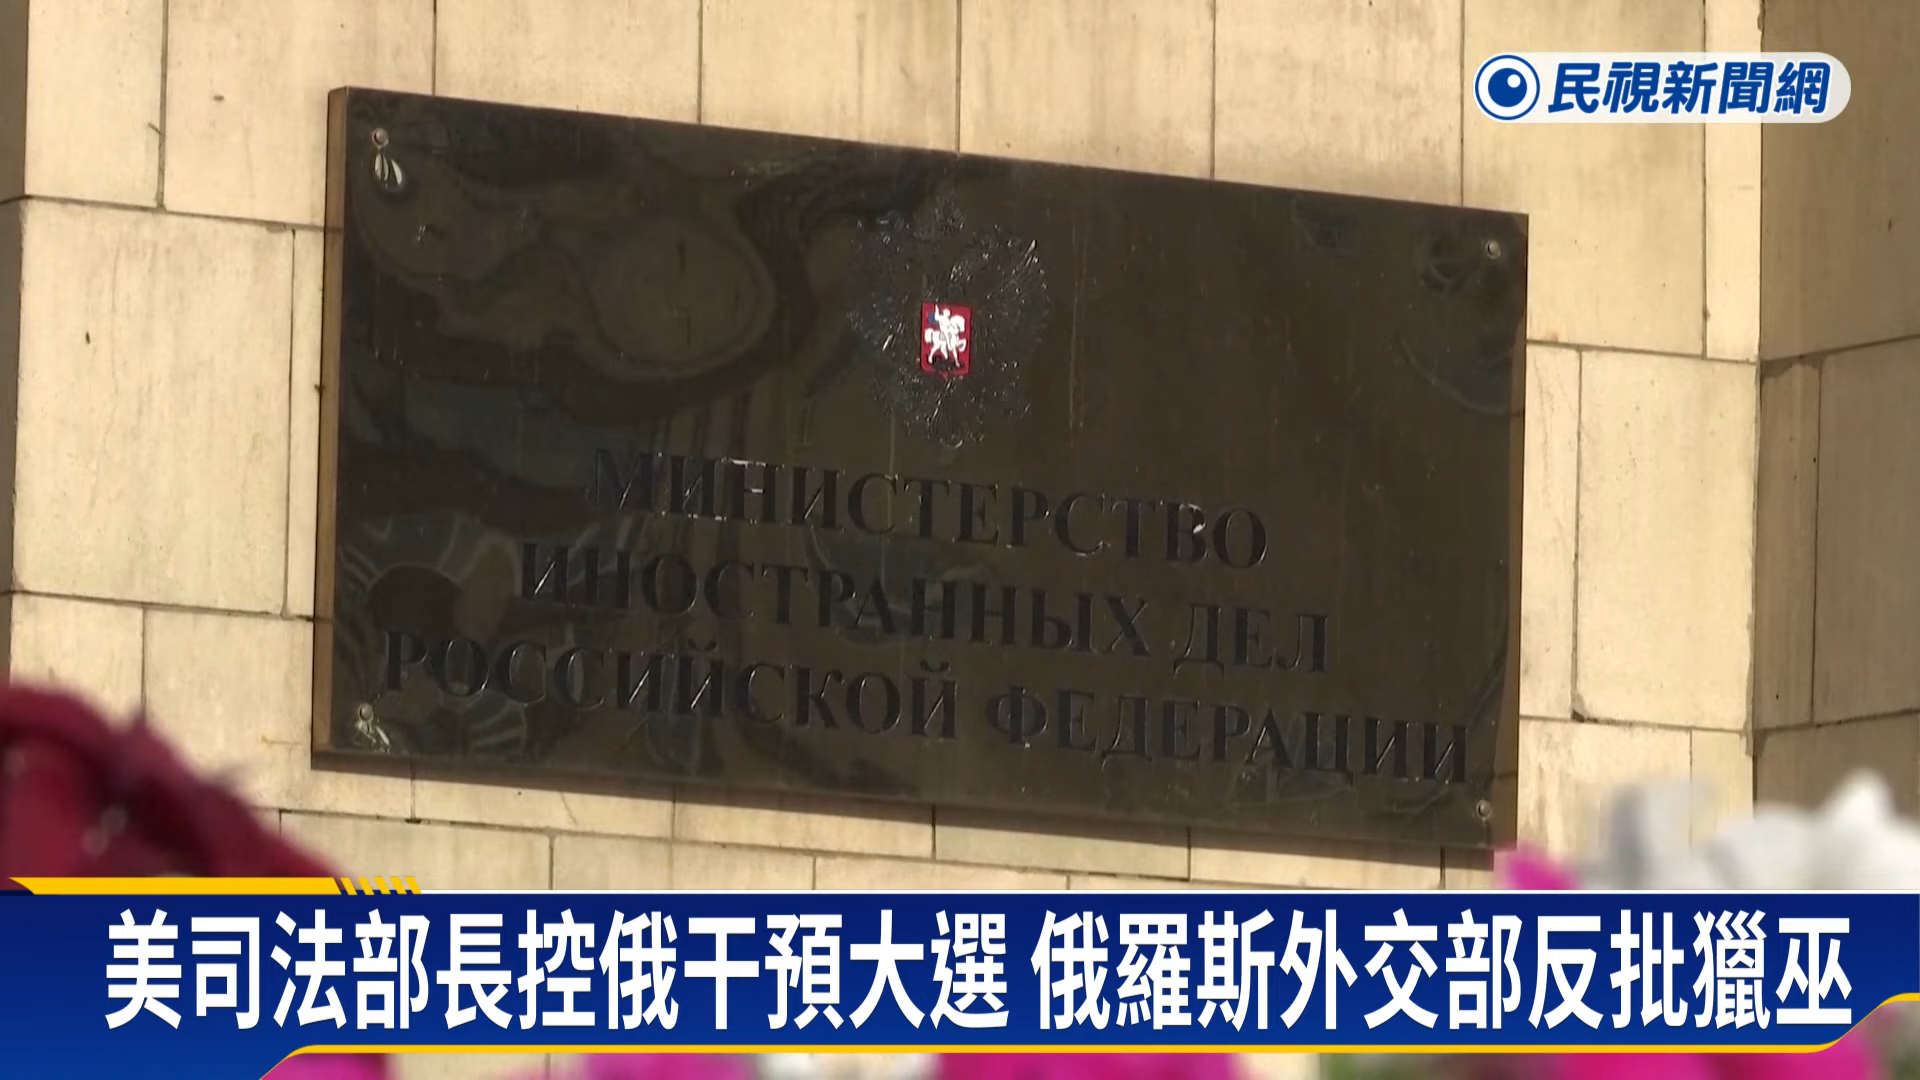 民視新聞網
МИНИСТЕРСТВО
ИНОСТРАННЫХ ДЕЛ
РОССИЙСКОЙ ФЕДЕРАЦИИ
美司法部長控俄干預大選 俄羅斯外交部反批獵巫